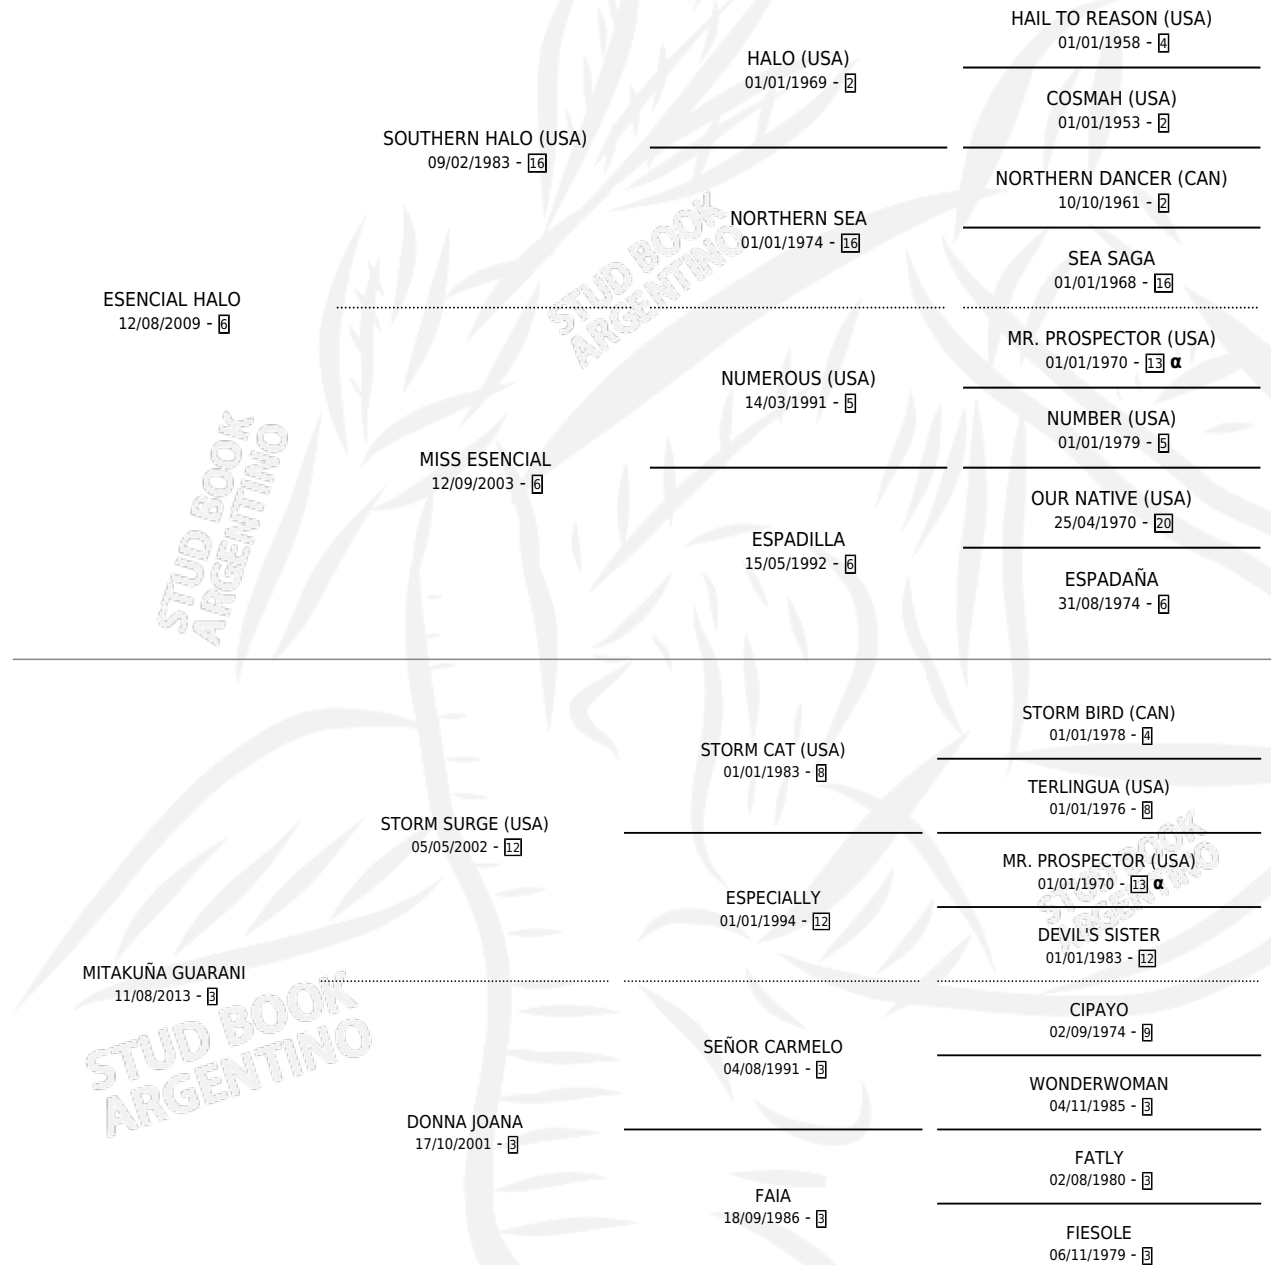 HAIL TO REASON (USA)
01/01/1958 - 4
HALO (USA)
01/01/1969 - 2
COSMAH (USA)
01/01/1953 - 2
SOUTHERN HALO (USA)
09/02/1983 - 16
NORTHERN DANCER (CAN)
10/10/1961 - 2
NORTHERN SEA
01/01/1974 - 16
SEA SAGA
01/01/1968 - 16
ESENCIAL HALO
12/08/2009 - 6
MR. PROSPECTOR (USA)
01/01/1970 - 13 α
NUMEROUS (USA)
14/03/1991 - 5
NUMBER (USA)
01/01/1979 - 5
MISS ESENCIAL
12/09/2003 - 6
OUR NATIVE (USA)
25/04/1970 - 20
ESPADILLA
15/05/1992 - 6
ESPADAÑA
31/08/1974 - 6
STORM BIRD (CAN)
01/01/1978 - 4
STORM CAT (USA)
01/01/1983 - 8
TERLINGUA (USA)
01/01/1976 - 8
STORM SURGE (USA)
05/05/2002 - 12
MR. PROSPECTOR (USA)
01/01/1970 - 13 α
ESPECIALLY
01/01/1994 - 12
DEVIL'S SISTER
01/01/1983 - 12
MITAKUÑA GUARANI
11/08/2013 - 3
CIPAYO
02/09/1974 - 9
SEÑOR CARMELO
04/08/1991 - 3
WONDERWOMAN
04/11/1985 - 3
DONNA JOANA
17/10/2001 - 3
FATLY
02/08/1980 - 3
FAIA
18/09/1986 - 3
FIESOLE
06/11/1979 - 3
STUD BOOK
ARGENTINO
STUD BOOK
ARGENTINO
STUD BOOK
ARGENTINO
STUD BOOK
ARGENTINO